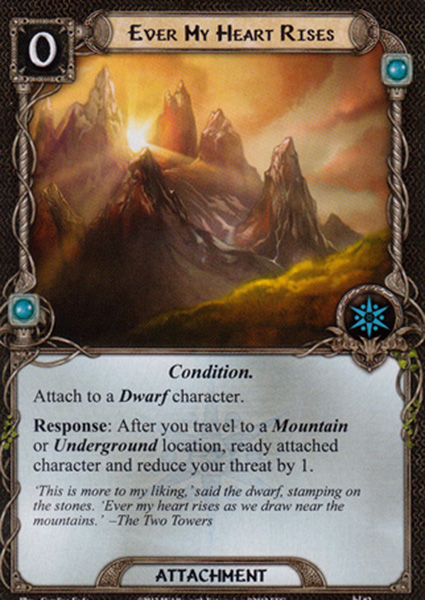 0
EVER MY HEART RISES
Condition.
Attach to a Dwarf character.
Response: After you travel to a Mountain
or Underground location, ready attached
character and reduce your threat by 1.
‘This is more to my liking,’ said the dwarf, stamping on
the stones. ‘Ever my heart rises as we draw near the
mountains.’ –The Two Towers
ATTACHMENT